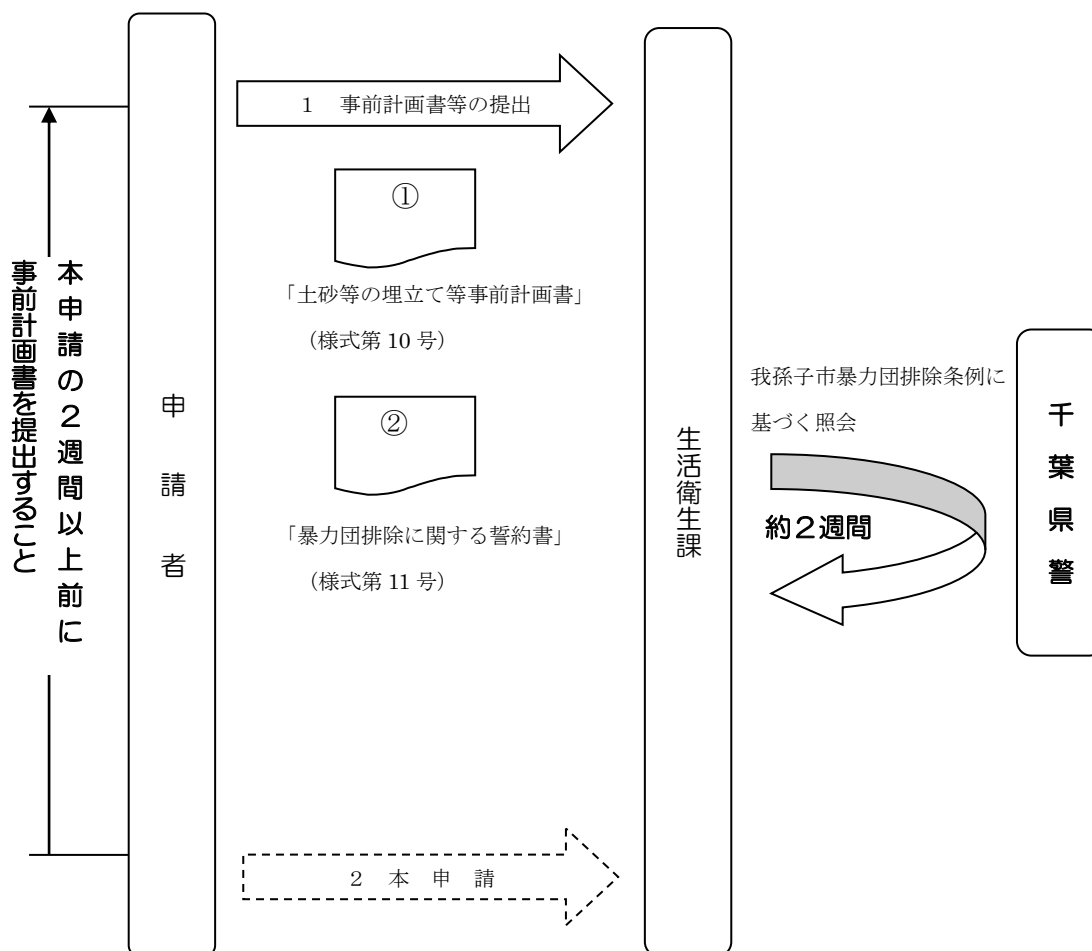 本申請の２週間以上前に
事前計画書を提出すること
申請者
１　事前計画書等の提出
①
「土砂等の埋立て等事前計画書」
（様式第 10 号）
②
「暴力団排除に関する誓約書」
（様式第 11 号）
２　本　申　請
生活衛生課
我孫子市暴力団排除条例に
基づく照会
約２週間
千葉県警